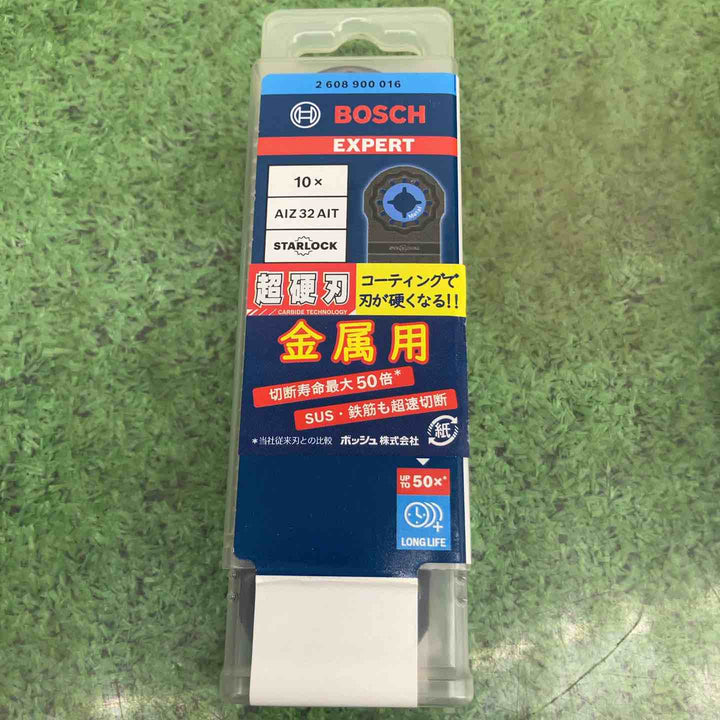 2 608 900 016
BOSCH
EXPERT
10×
AIZ 32 AIT
STARLOCK
Metal
超硬刃
CARBIDE TECHNOLOGY
コーティングで
刃が硬くなる!!
金属用
切断寿命最大50倍*
SUS・鉄筋も超速切断
*当社従来刃との比較 ボッシュ株式会社
紙
UP TO 50×*
LONG LIFE